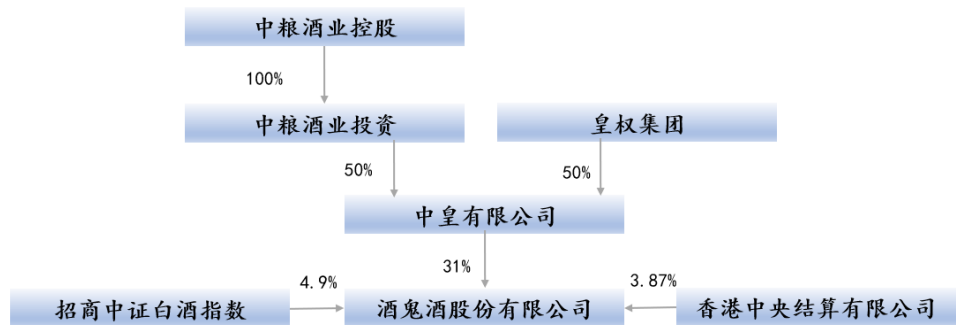 中粮酒业控股
100%
中粮酒业投资
皇权集团
50%
50%
中皇有限公司
31%
4.9%
3.87%
招商中证白酒指数
酒鬼酒股份有限公司
香港中央结算有限公司